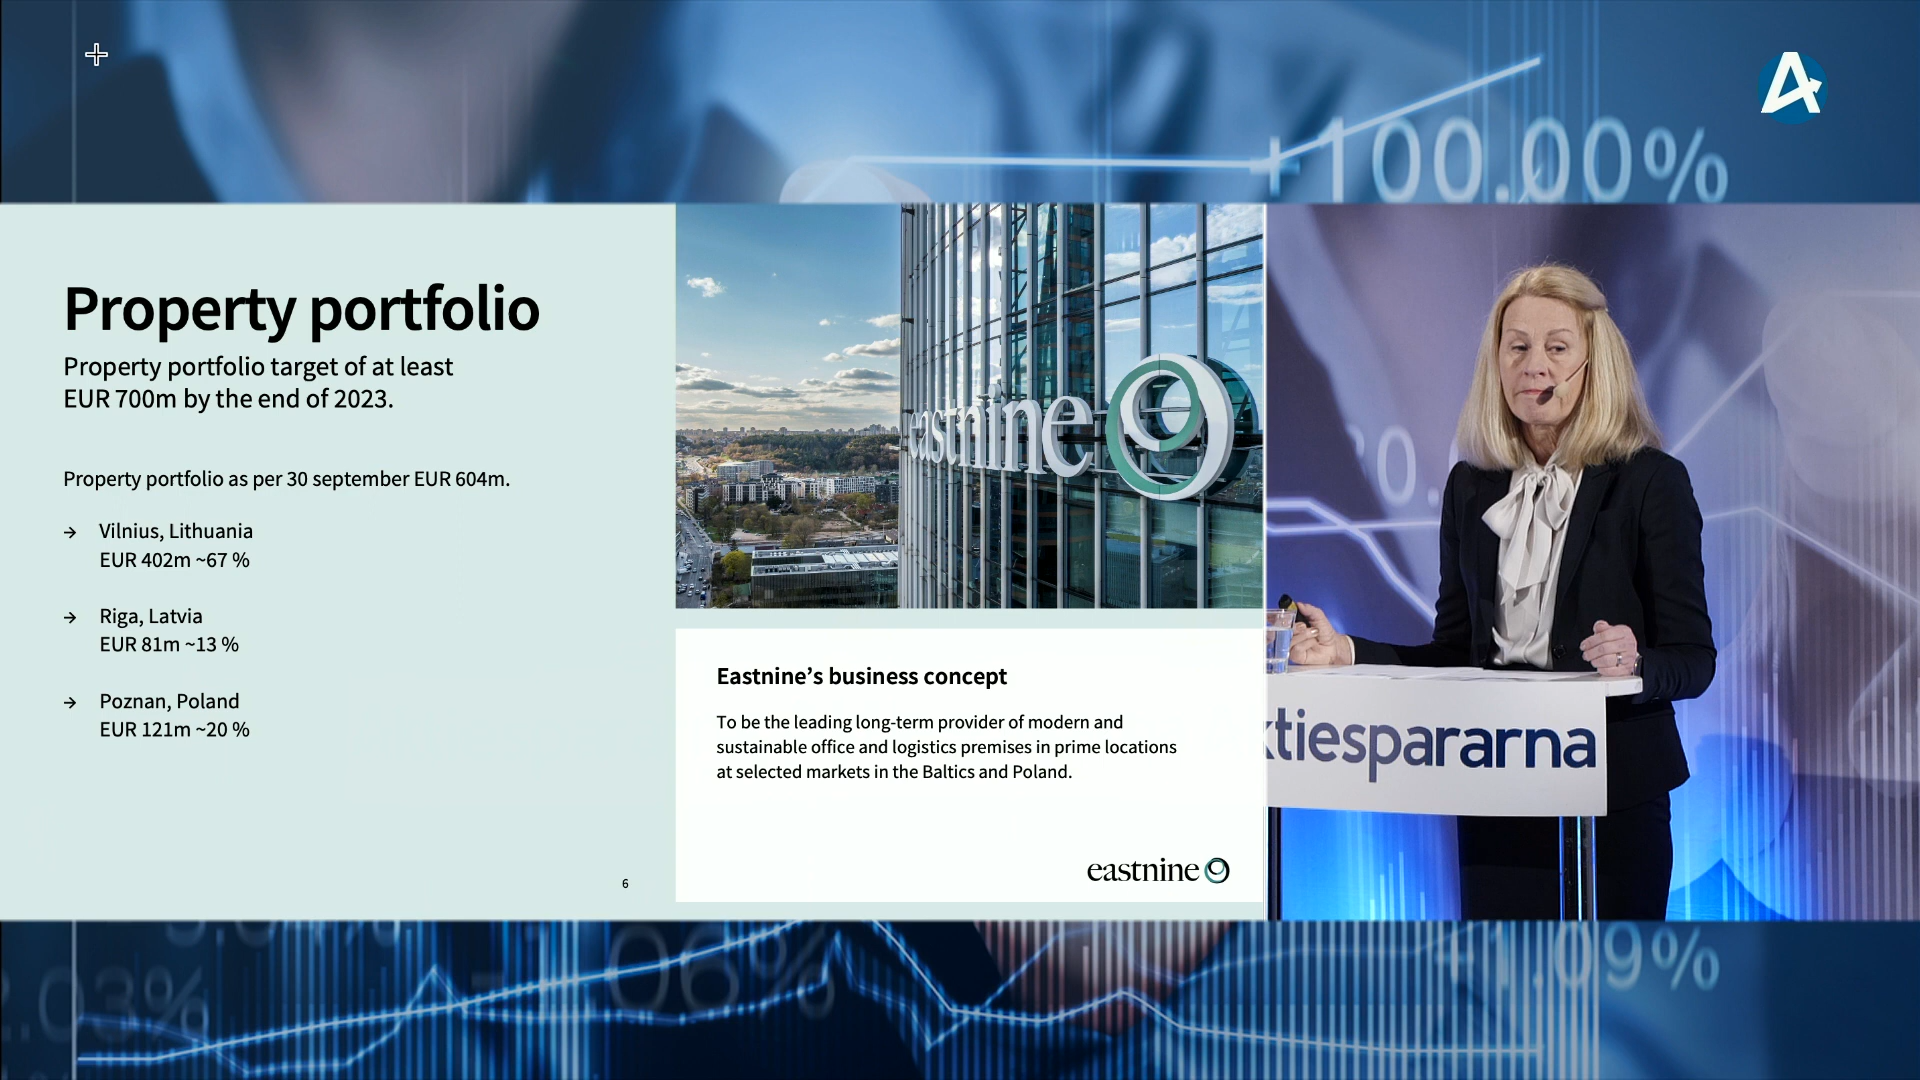 +100.00%
Property portfolio
Property portfolio target of at least
EUR 700m by the end of 2023.
Property portfolio as per 30 september EUR 604m.
→ Vilnius, Lithuania
EUR 402m ~67 %
→ Riga, Latvia
EUR 81m ~13 %
→ Poznan, Poland
EUR 121m ~20 %
6
eastnine
Eastnine’s business concept
To be the leading long-term provider of modern and
sustainable office and logistics premises in prime locations
at selected markets in the Baltics and Poland.
eastnine
ktiespararna
+1.09%